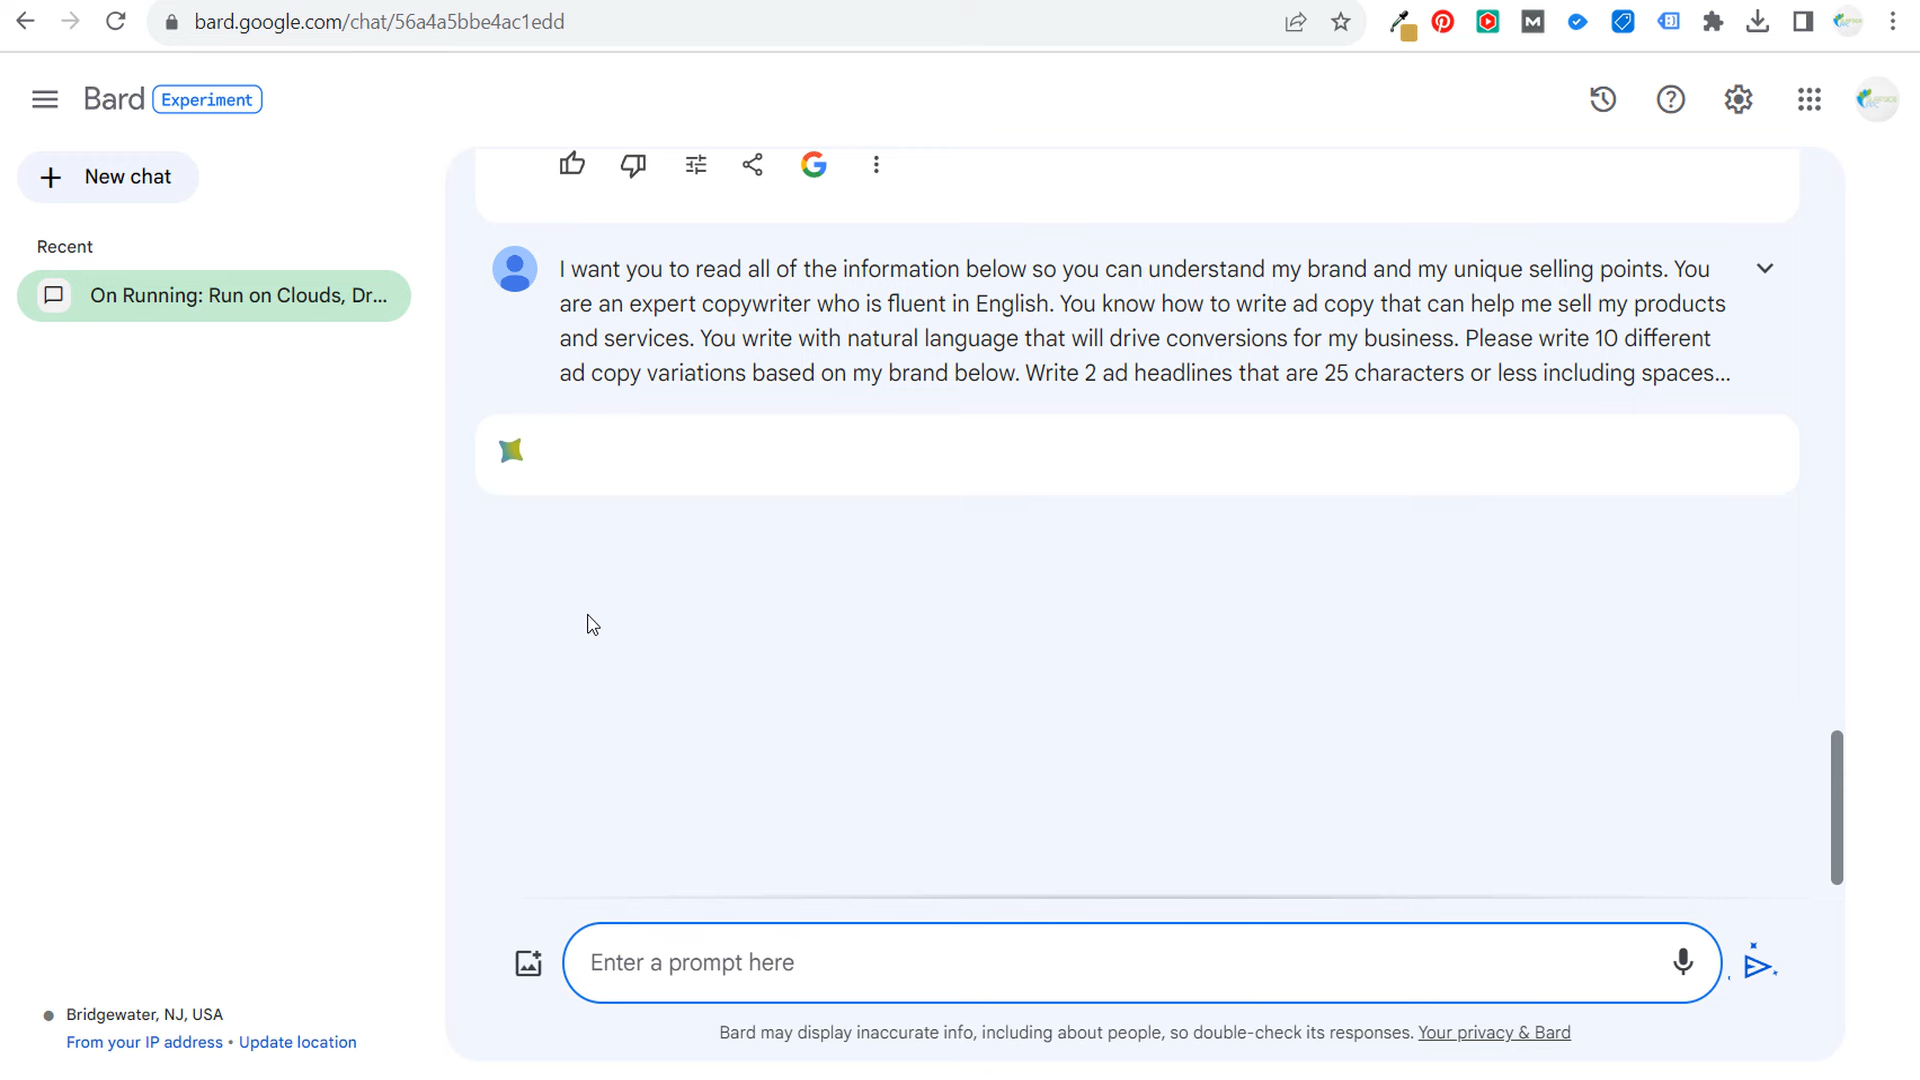 bard.google.com/chat/56a4a5bbe4ac1edd
Bard Experiment
New chat
Recent
On Running: Run on Clouds, Dr...
I want you to read all of the information below so you can understand my brand and my unique selling points. You
are an expert copywriter who is fluent in English. You know how to write ad copy that can help me sell my products
and services. You write with natural language that will drive conversions for my business. Please write 10 different
ad copy variations based on my brand below. Write 2 ad headlines that are 25 characters or less including spaces...
Enter a prompt here
Bridgewater, NJ, USA
From your IP address • Update location
Bard may display inaccurate info, including about people, so double-check its responses. Your privacy & Bard